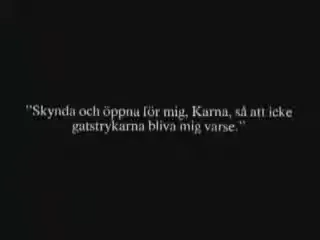 "Skynda och öppna för mig, Karna, så att icke
gatstrykarna bliva mig varse."